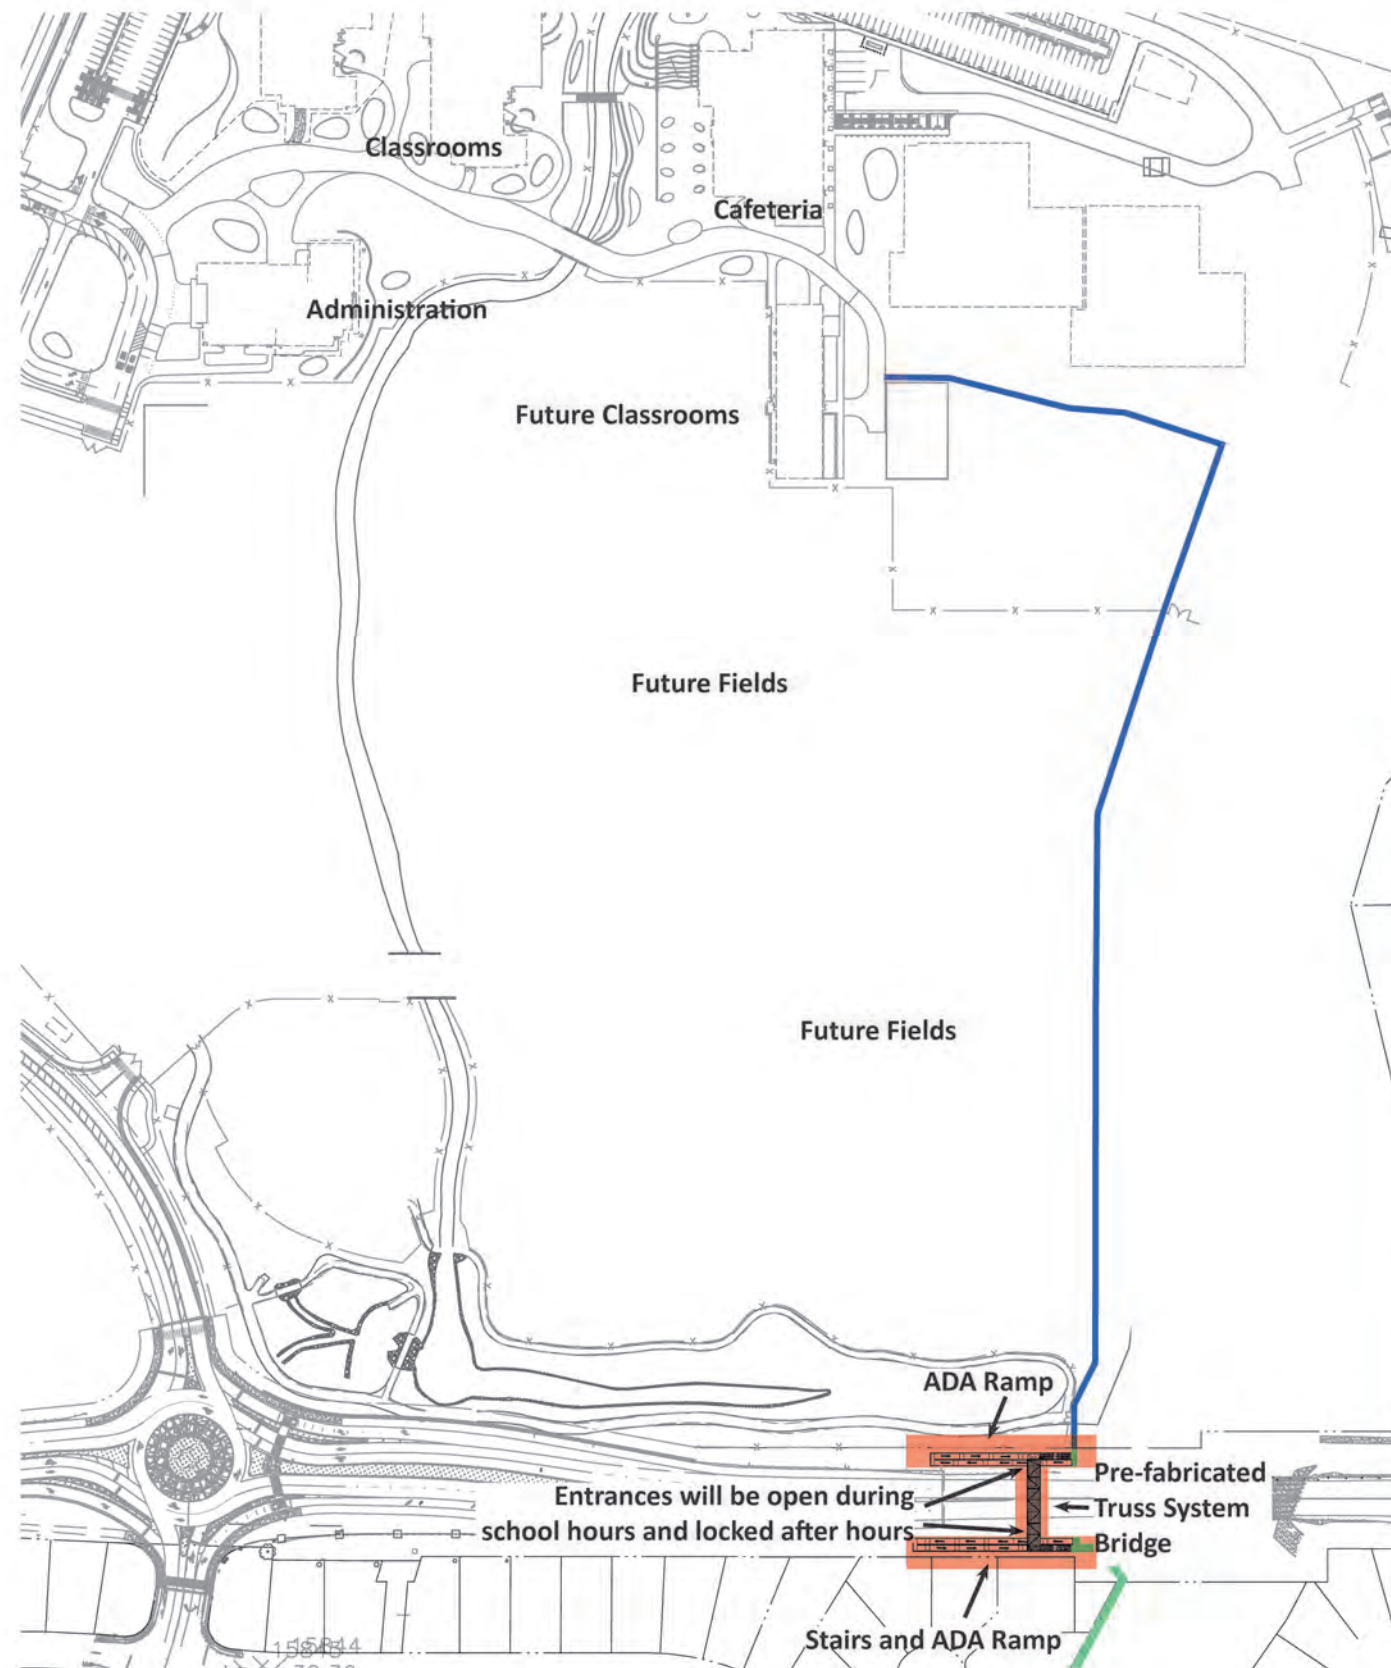 Classrooms
Cafeteria
Administration
Future Classrooms
Future Fields
Future Fields
ADA Ramp
Pre-fabricated
Truss System
Bridge
Entrances will be open during
school hours and locked after hours
Stairs and ADA Ramp